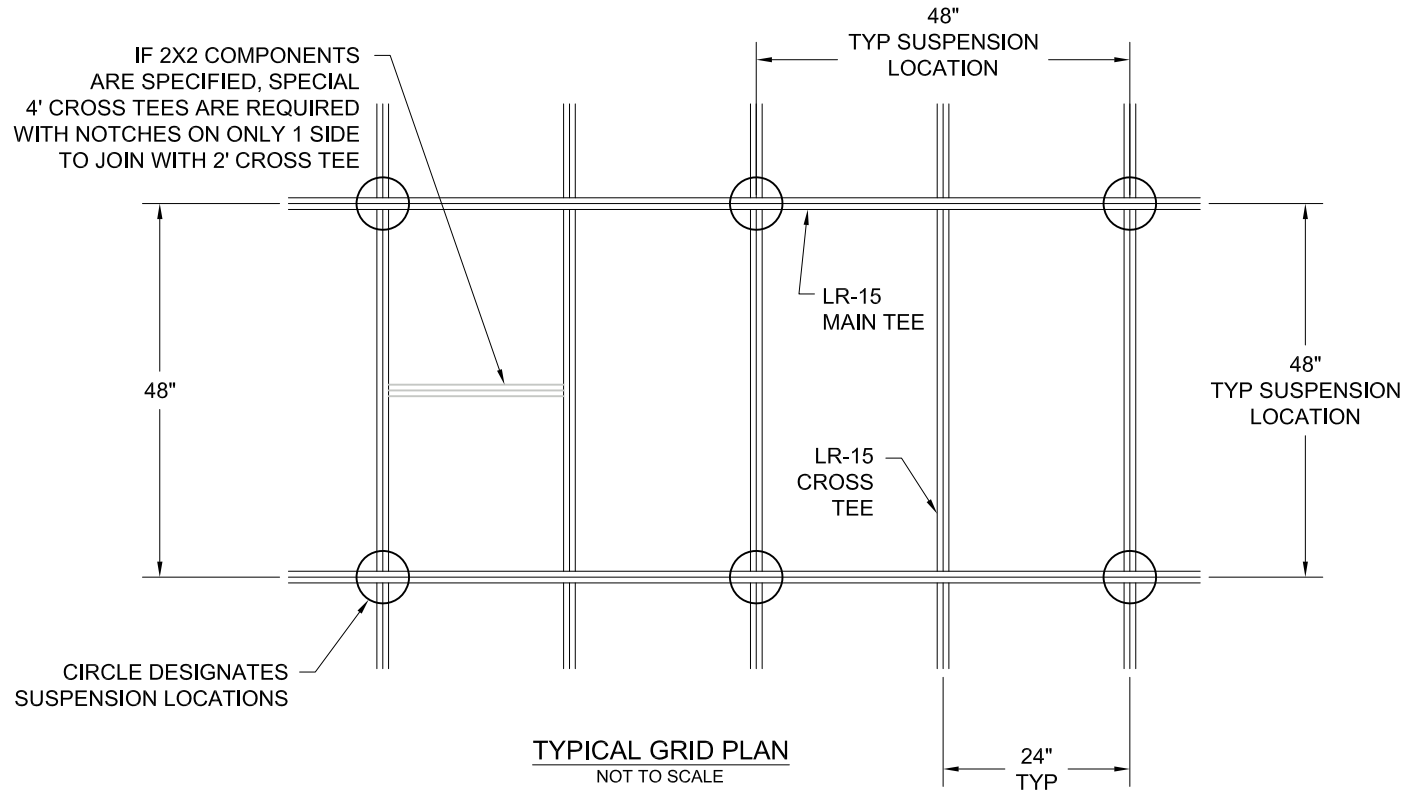 48"
TYP SUSPENSION
LOCATION
IF 2X2 COMPONENTS
ARE SPECIFIED, SPECIAL
4' CROSS TEES ARE REQUIRED
WITH NOTCHES ON ONLY 1 SIDE
TO JOIN WITH 2' CROSS TEE
LR-15
MAIN TEE
48"
48"
TYP SUSPENSION
LOCATION
LR-15
CROSS
TEE
CIRCLE DESIGNATES
SUSPENSION LOCATIONS
TYPICAL GRID PLAN
NOT TO SCALE
24"
TYP